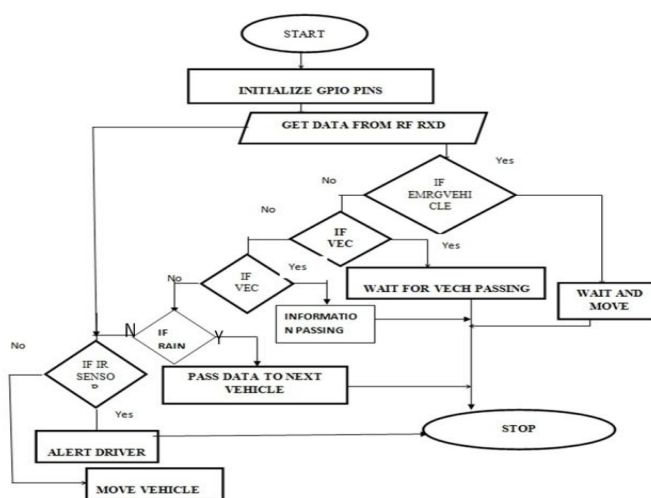 START
INITIALIZE GPIO PINS
GET DATA FROM RF RXD
Yes
No
IF
EMRGVEHI
CLE
No
IF
VEC
Yes
No
IF
VEC
Yes
WAIT FOR VECH PASSING
WAIT AND
MOVE
INFORMATIO
N PASSING
N
IF
RAIN
Y
No
IF IR
SENSO
PASS DATA TO NEXT
VEHICLE
Yes
STOP
ALERT DRIVER
MOVE VEHICLE